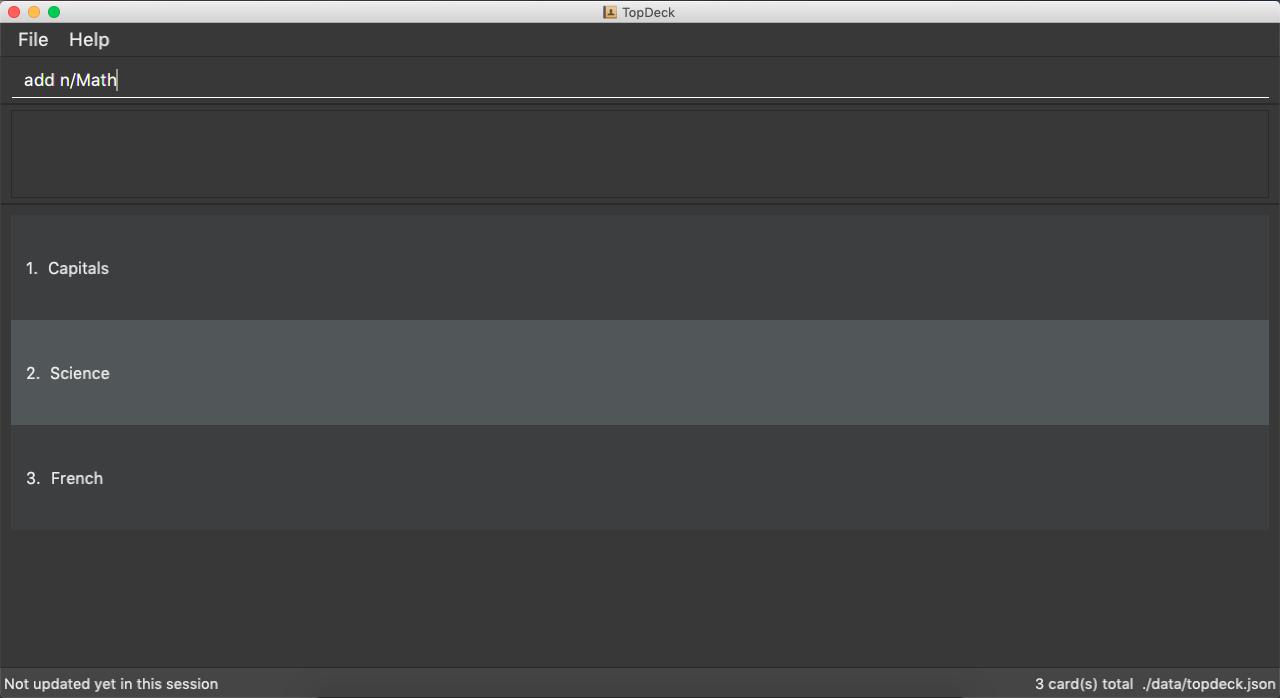 TopDeck
File Help
add n/Math
1. Capitals
2. Science
3. French
Not updated yet in this session 3 card(s) total ./data/topdeck.json